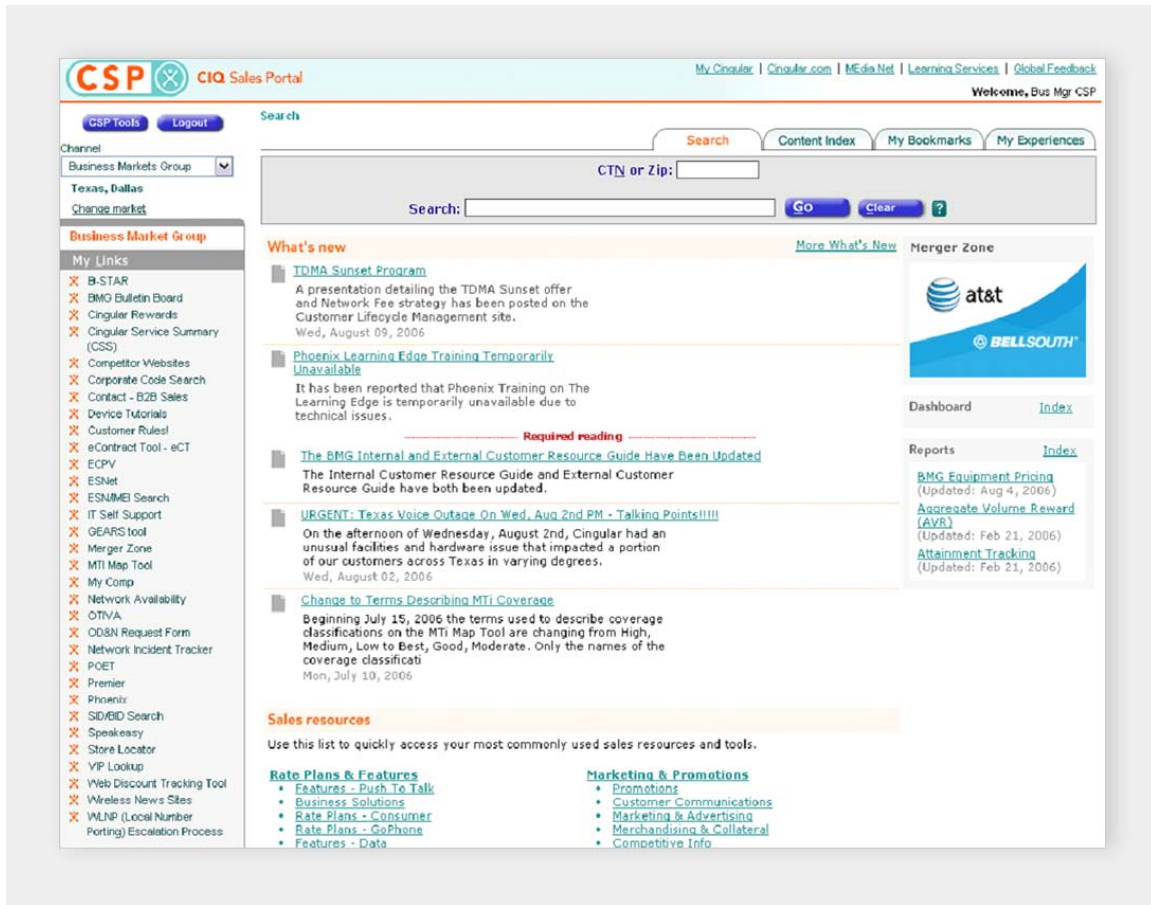 CSP CIQ Sales Portal
My Cingular | Cingular.com | MEdia Net | Learning Services | Global Feedback
Welcome, Bus Mgr CSP
CSP Tools Logout
Channel
Business Markets Group
Texas, Dallas
Change market
Business Market Group
My Links
B-STAR
BMG Bulletin Board
Cingular Rewards
Cingular Service Summary
(CSS)
Competitor Websites
Corporate Code Search
Contact - B2B Sales
Device Tutorials
Customer Rules!
eContract Tool - eCT
ECPV
ESNet
ESN/IMEI Search
IT Self Support
GEARS tool
Merger Zone
MTI Map Tool
My Comp
Network Availability
OTIVA
OD&N Request Form
Network Incident Tracker
POET
Premier
Phoenix
SID/BID Search
Speakeasy
Store Locator
VIP Lookup
Web Discount Tracking Tool
Wireless News Sites
WLNP (Local Number
Porting) Escalation Process
Search
Search Content Index My Bookmarks My Experiences
CTN or Zip:
Search: Go Clear ?
What's new More What's New
TDMA Sunset Program
A presentation detailing the TDMA Sunset offer
and Network Fee strategy has been posted on the
Customer Lifecycle Management site.
Wed, August 09, 2006
Phoenix Learning Edge Training Temporarily
Unavailable
It has been reported that Phoenix Training on The
Learning Edge is temporarily unavailable due to
technical issues.
Required reading
The BMG Internal and External Customer Resource Guide Have Been Updated
The Internal Customer Resource Guide and External Customer
Resource Guide have both been updated.
URGENT: Texas Voice Outage On Wed, Aug 2nd PM - Talking Points!!!!!
On the afternoon of Wednesday, August 2nd, Cingular had an
unusual facilities and hardware issue that impacted a portion
of our customers across Texas in varying degrees.
Wed, August 02, 2006
Change to Terms Describing MTi Coverage
Beginning July 15, 2006 the terms used to describe coverage
classifications on the MTi Map Tool are changing from High,
Medium, Low to Best, Good, Moderate. Only the names of the
coverage classificati
Mon, July 10, 2006
Sales resources
Use this list to quickly access your most commonly used sales resources and tools.
Rate Plans & Features
Features - Push To Talk
Business Solutions
Rate Plans - Consumer
Rate Plans - GoPhone
Features - Data
Marketing & Promotions
Promotions
Customer Communications
Marketing & Advertising
Merchandising & Collateral
Competitive Info
Merger Zone
at&t
BELLSOUTH
Dashboard Index
Reports Index
BMG Equipment Pricing
(Updated: Aug 4, 2006)
Aggregate Volume Reward
(AVR)
(Updated: Feb 21, 2006)
Attainment Tracking
(Updated: Feb 21, 2006)